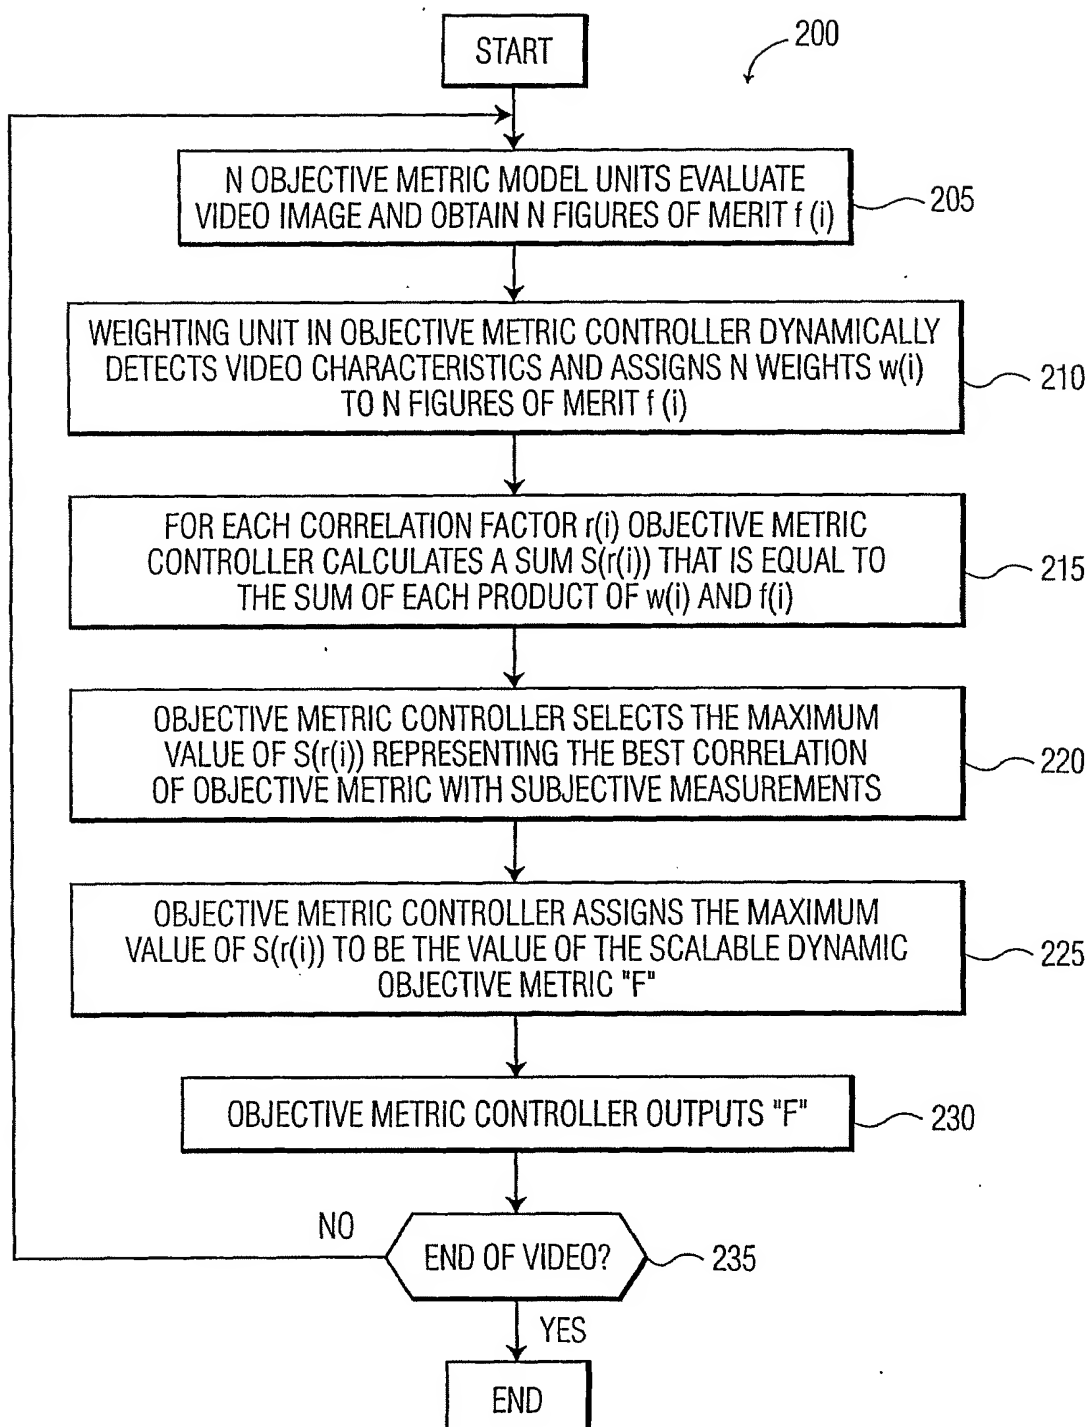 START
200
N OBJECTIVE METRIC MODEL UNITS EVALUATE
VIDEO IMAGE AND OBTAIN N FIGURES OF MERIT f (i)
205
WEIGHTING UNIT IN OBJECTIVE METRIC CONTROLLER DYNAMICALLY
DETECTS VIDEO CHARACTERISTICS AND ASSIGNS N WEIGHTS w(i)
TO N FIGURES OF MERIT f (i)
210
FOR EACH CORRELATION FACTOR r(i) OBJECTIVE METRIC
CONTROLLER CALCULATES A SUM S(r(i)) THAT IS EQUAL TO
THE SUM OF EACH PRODUCT OF w(i) AND f(i)
215
OBJECTIVE METRIC CONTROLLER SELECTS THE MAXIMUM
VALUE OF S(r(i)) REPRESENTING THE BEST CORRELATION
OF OBJECTIVE METRIC WITH SUBJECTIVE MEASUREMENTS
220
OBJECTIVE METRIC CONTROLLER ASSIGNS THE MAXIMUM
VALUE OF S(r(i)) TO BE THE VALUE OF THE SCALABLE DYNAMIC
OBJECTIVE METRIC "F"
225
OBJECTIVE METRIC CONTROLLER OUTPUTS "F"
230
NO
END OF VIDEO?
235
YES
END